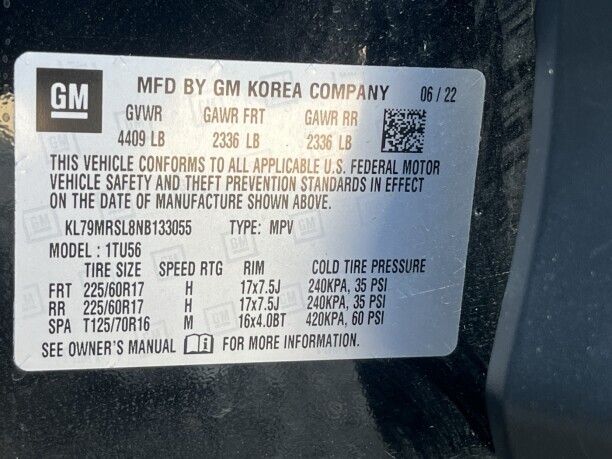 GM MFD BY GM KOREA COMPANY 06 / 22
GVWR GAWR FRT GAWR RR
4409 LB 2336 LB 2336 LB
THIS VEHICLE CONFORMS TO ALL APPLICABLE U.S. FEDERAL MOTOR
VEHICLE SAFETY AND THEFT PREVENTION STANDARDS IN EFFECT
ON THE DATE OF MANUFACTURE SHOWN ABOVE.
KL79MRSL8NB133055 TYPE: MPV
MODEL : 1TU56
TIRE SIZE SPEED RTG RIM COLD TIRE PRESSURE
FRT 225/60R17 H 17x7.5J 240KPA, 35 PSI
RR 225/60R17 H 17x7.5J 240KPA, 35 PSI
SPA T125/70R16 M 16x4.0BT 420KPA, 60 PSI
SEE OWNER'S MANUAL FOR MORE INFORMATION.